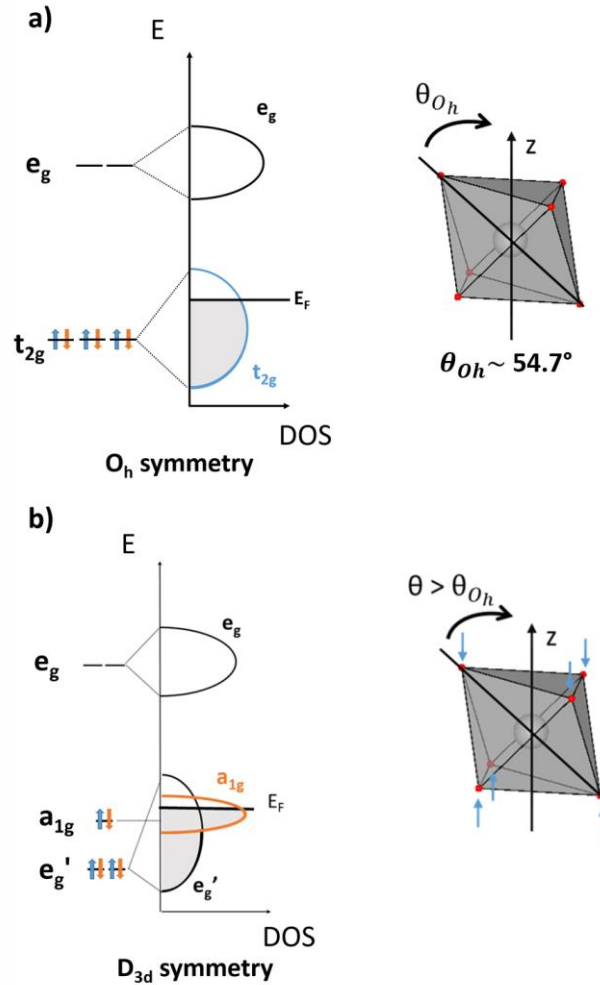 a)
E
e_g
e_g
E_F
t_2g
t_2g
DOS
O_h symmetry
θ_Oh
z
θ_Oh ~ 54.7°
b)
E
e_g
e_g
a_1g
E_F
a_1g
e_g'
e_g'
DOS
D_3d symmetry
θ > θ_Oh
z